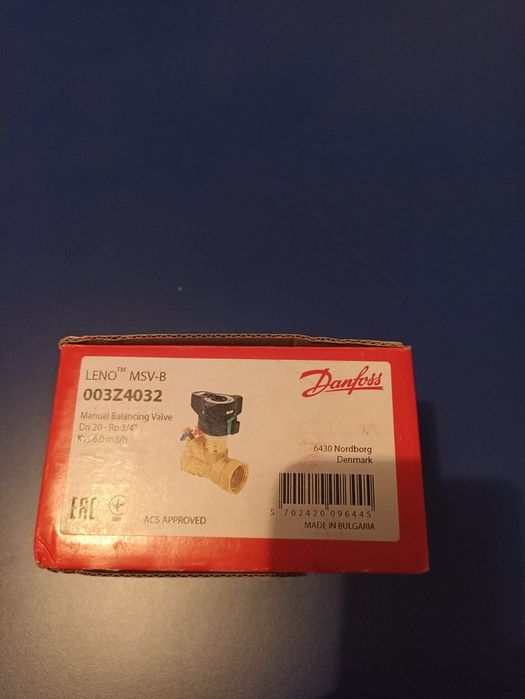 LENO™ MSV-B
003Z4032
Manual Balancing Valve
Dn 20 - Rp 3/4"
Kvs 6.0 m3/h
Danfoss
6430 Nordborg
Denmark
EAC
ACS APPROVED
5 702420 096445
MADE IN BULGARIA